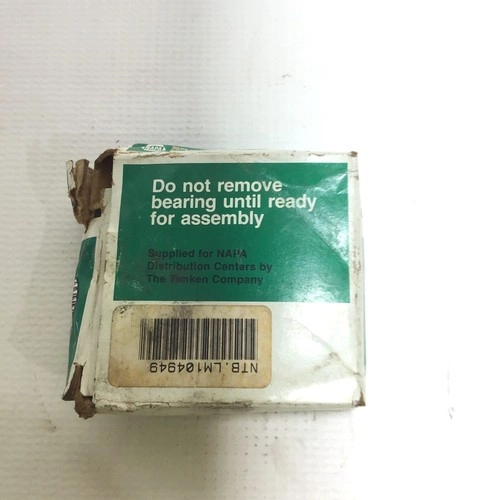 NAPA
Do not remove
bearing until ready
for assembly
Supplied for NAPA
Distribution Centers by
The Timken Company
NTB.LM104949